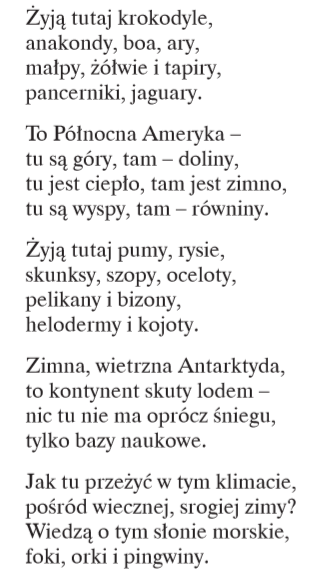 Żyją tutaj krokodyle,
anakondy, boa, ary,
małpy, żółwie i tapiry,
pancerniki, jaguary.

To Północna Ameryka –
tu są góry, tam – doliny,
tu jest ciepło, tam jest zimno,
tu są wyspy, tam – równiny.

Żyją tutaj pumy, rysie,
skunksy, szopy, oceloty,
pelikany i bizony,
helodermy i kojoty.

Zimna, wietrzna Antarktyda,
to kontynent skuty lodem –
nic tu nie ma oprócz śniegu,
tylko bazy naukowe.

Jak tu przeżyć w tym klimacie,
pośród wiecznej, srogiej zimy?
Wiedzą o tym słonie morskie,
foki, orki i pingwiny.